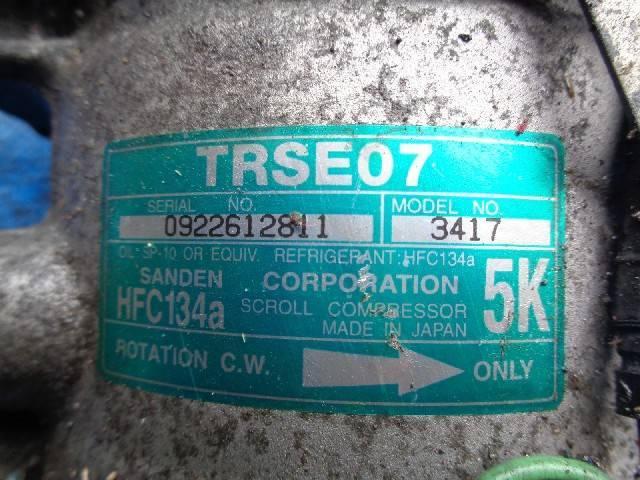 TRSE07
SERIAL NO. MODEL NO.
0922612811 3417
OIL SP-10 OR EQUIV. REFRIGERANT:HFC134a
SANDEN CORPORATION
HFC134a SCROLL COMPRESSOR 5K
MADE IN JAPAN
ROTATION C.W. ONLY